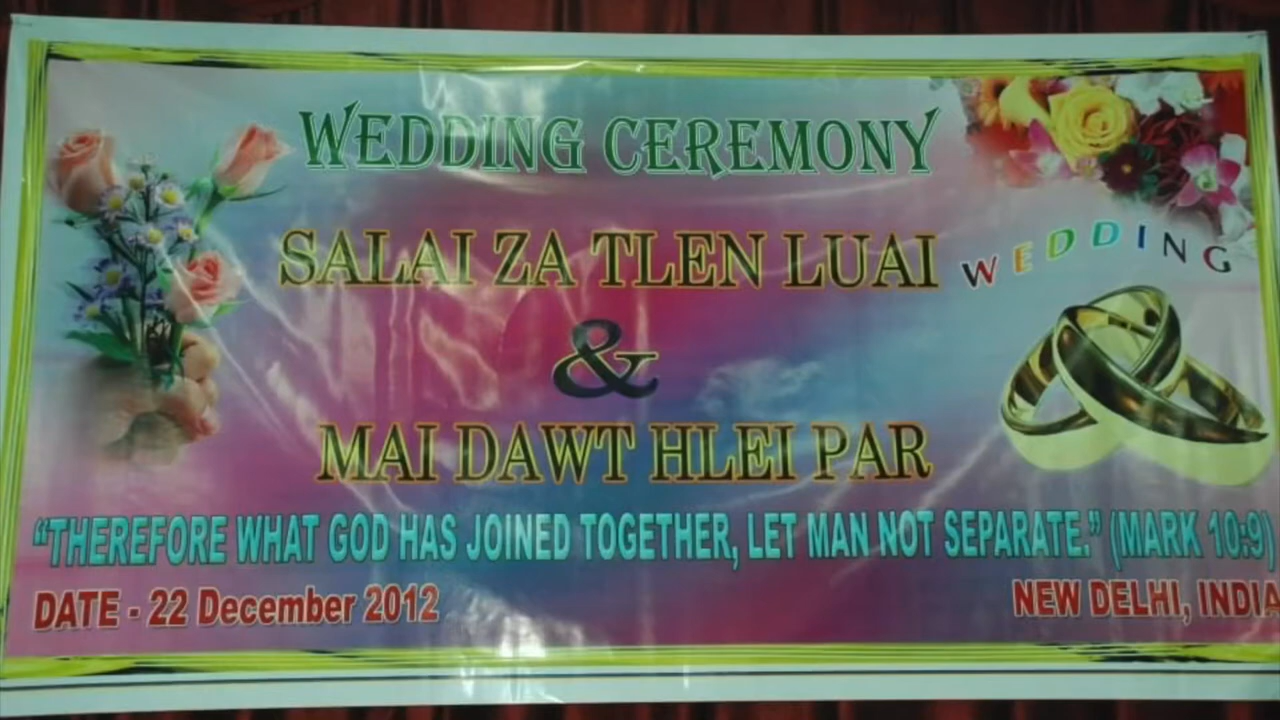 WEDDING CEREMONY
SALAI ZA TLEN LUAI
WEDDING
&
MAI DAWT HLEI PAR
“THEREFORE WHAT GOD HAS JOINED TOGETHER, LET MAN NOT SEPARATE.” (MARK 10:9)
DATE - 22 December 2012
NEW DELHI, INDIA